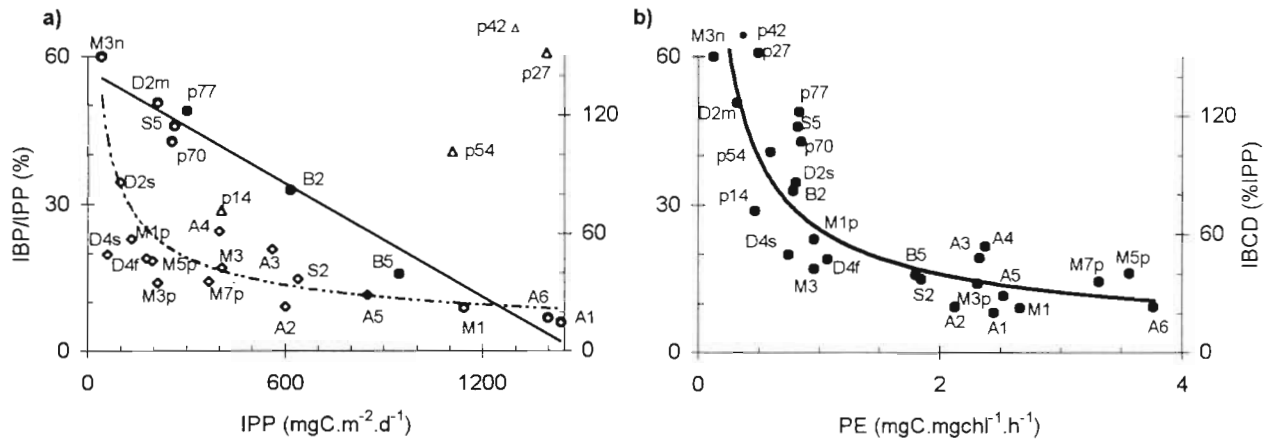 a)
p42
M3n
60
p27
D2m
p77
120
S5
p70
p54
D2s
B2
30
p14
A4
60
M1p
D4s
M3
A3
S2
B5
D4f
M5p
A6
M3p
M7p
A2
A5
M1
A1
0
0
0
600
1200
IBP/IPP (%)
IPP (mgC.m⁻².d⁻¹)
b)
M3n
p42
60
p27
p77
D2m
S5
120
p54
p70
D2s
30
B2
p14
M1p
A3
A4
60
D4s
B5
M7p
M5p
D4f
A5
M3
S2
M3p
A2
A1
M1
A6
0
0
0
2
4
IBCD (%IPP)
PE (mgC.mgchl⁻¹.h⁻¹)